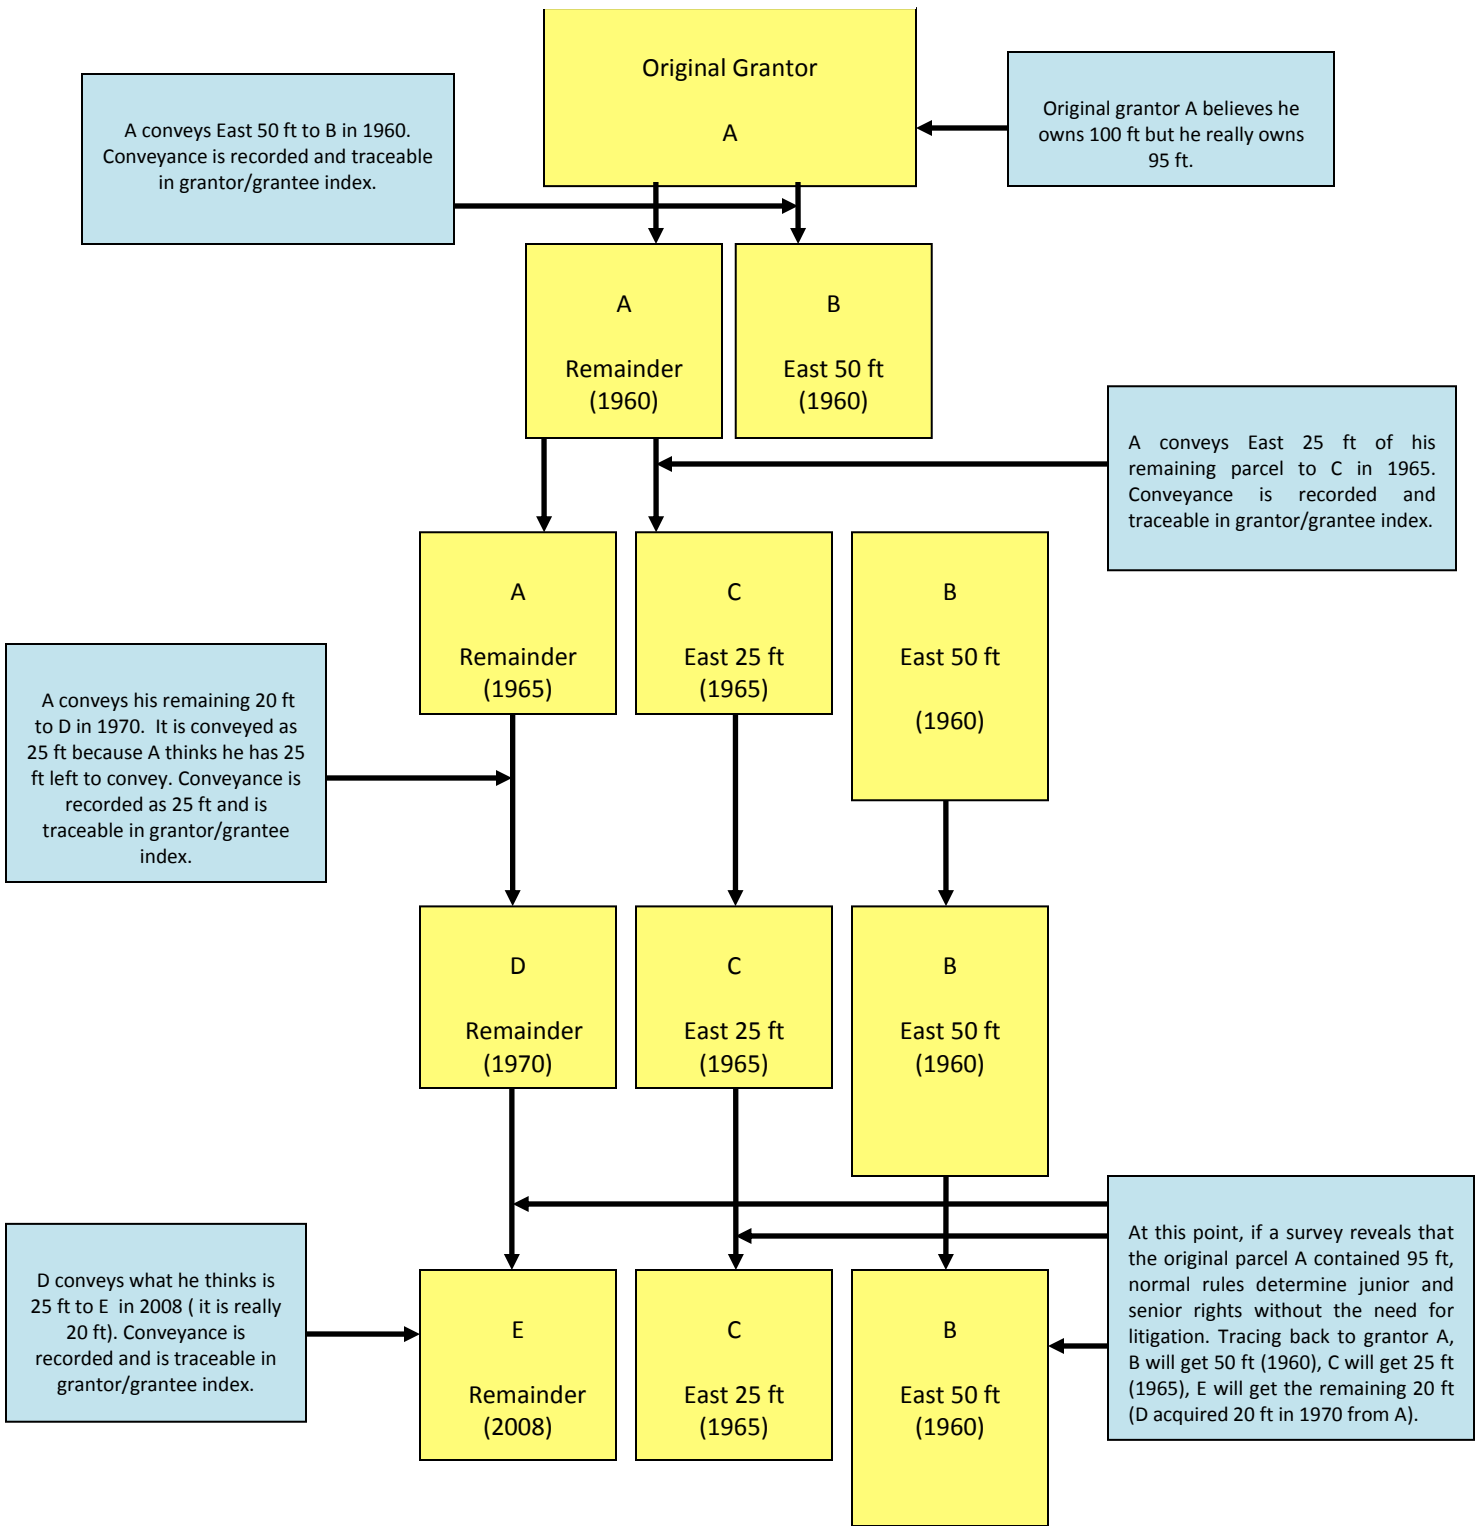 Original Grantor
A
A conveys East 50 ft to B in 1960.
Conveyance is recorded and traceable
in grantor/grantee index.
Original grantor A believes he
owns 100 ft but he really owns
95 ft.
A
Remainder
(1960)
B
East 50 ft
(1960)
A conveys East 25 ft of his
remaining parcel to C in 1965.
Conveyance is recorded and
traceable in grantor/grantee index.
A
Remainder
(1965)
C
East 25 ft
(1965)
B
East 50 ft
(1960)
A conveys his remaining 20 ft
to D in 1970. It is conveyed as
25 ft because A thinks he has 25
ft left to convey. Conveyance is
recorded as 25 ft and is
traceable in grantor/grantee
index.
D
Remainder
(1970)
C
East 25 ft
(1965)
B
East 50 ft
(1960)
D conveys what he thinks is
25 ft to E in 2008 ( it is really
20 ft). Conveyance is
recorded and is traceable in
grantor/grantee index.
E
Remainder
(2008)
C
East 25 ft
(1965)
B
East 50 ft
(1960)
At this point, if a survey reveals that
the original parcel A contained 95 ft,
normal rules determine junior and
senior rights without the need for
litigation. Tracing back to grantor A,
B will get 50 ft (1960), C will get 25 ft
(1965), E will get the remaining 20 ft
(D acquired 20 ft in 1970 from A).